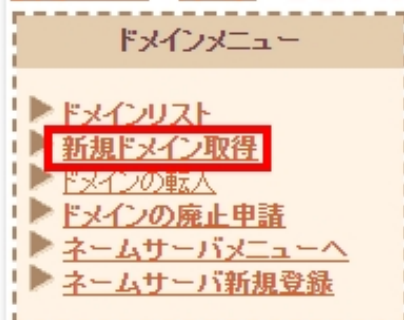 ドメインメニュー
ドメインリスト
新規ドメイン取得
ドメインの転入
ドメインの廃止申請
ネームサーバメニューへ
ネームサーバ新規登録